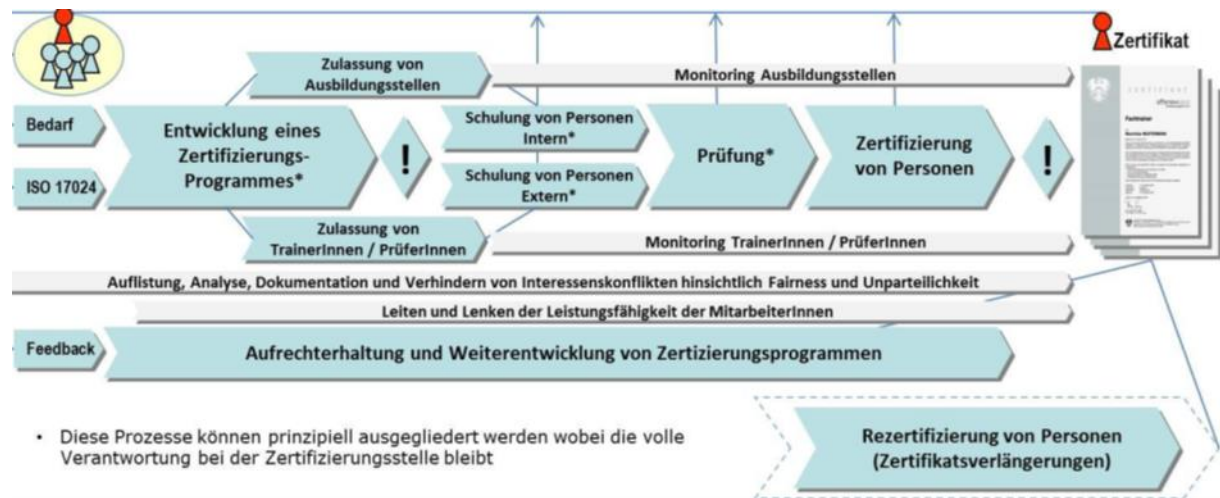 Zertifikat
Zulassung von
Ausbildungsstellen
Monitoring Ausbildungsstellen
Bedarf
ISO 17024
Entwicklung eines
Zertifizierungs-
Programmes*
!
Schulung von Personen
Intern*
Schulung von Personen
Extern*
Prüfung*
Zertifizierung
von Personen
!
ZERTIFIKAT
Fachtrainer
Zulassung von
TrainerInnen / PrüferInnen
Monitoring TrainerInnen / PrüferInnen
Auflistung, Analyse, Dokumentation und Verhindern von Interessenskonflikten hinsichtlich Fairness und Unparteilichkeit
Leiten und Lenken der Leistungsfähigkeit der MitarbeiterInnen
Feedback
Aufrechterhaltung und Weiterentwicklung von Zertizierungsprogrammen
• Diese Prozesse können prinzipiell ausgegliedert werden wobei die volle
Verantwortung bei der Zertifizierungsstelle bleibt
Rezertifizierung von Personen
(Zertifikatsverlängerungen)